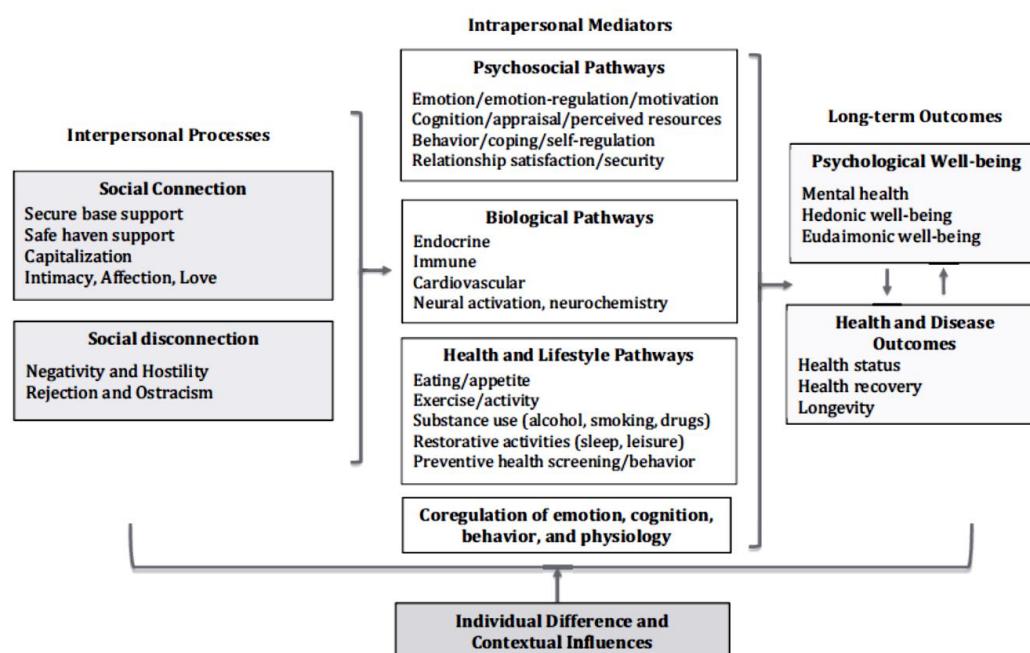 Interpersonal Processes
Social Connection
Secure base support
Safe haven support
Capitalization
Intimacy, Affection, Love
Social disconnection
Negativity and Hostility
Rejection and Ostracism
Intrapersonal Mediators
Psychosocial Pathways
Emotion/emotion-regulation/motivation
Cognition/appraisal/perceived resources
Behavior/coping/self-regulation
Relationship satisfaction/security
Biological Pathways
Endocrine
Immune
Cardiovascular
Neural activation, neurochemistry
Health and Lifestyle Pathways
Eating/appetite
Exercise/activity
Substance use (alcohol, smoking, drugs)
Restorative activities (sleep, leisure)
Preventive health screening/behavior
Coregulation of emotion, cognition,
behavior, and physiology
Long-term Outcomes
Psychological Well-being
Mental health
Hedonic well-being
Eudaimonic well-being
Health and Disease
Outcomes
Health status
Health recovery
Longevity
Individual Difference and
Contextual Influences